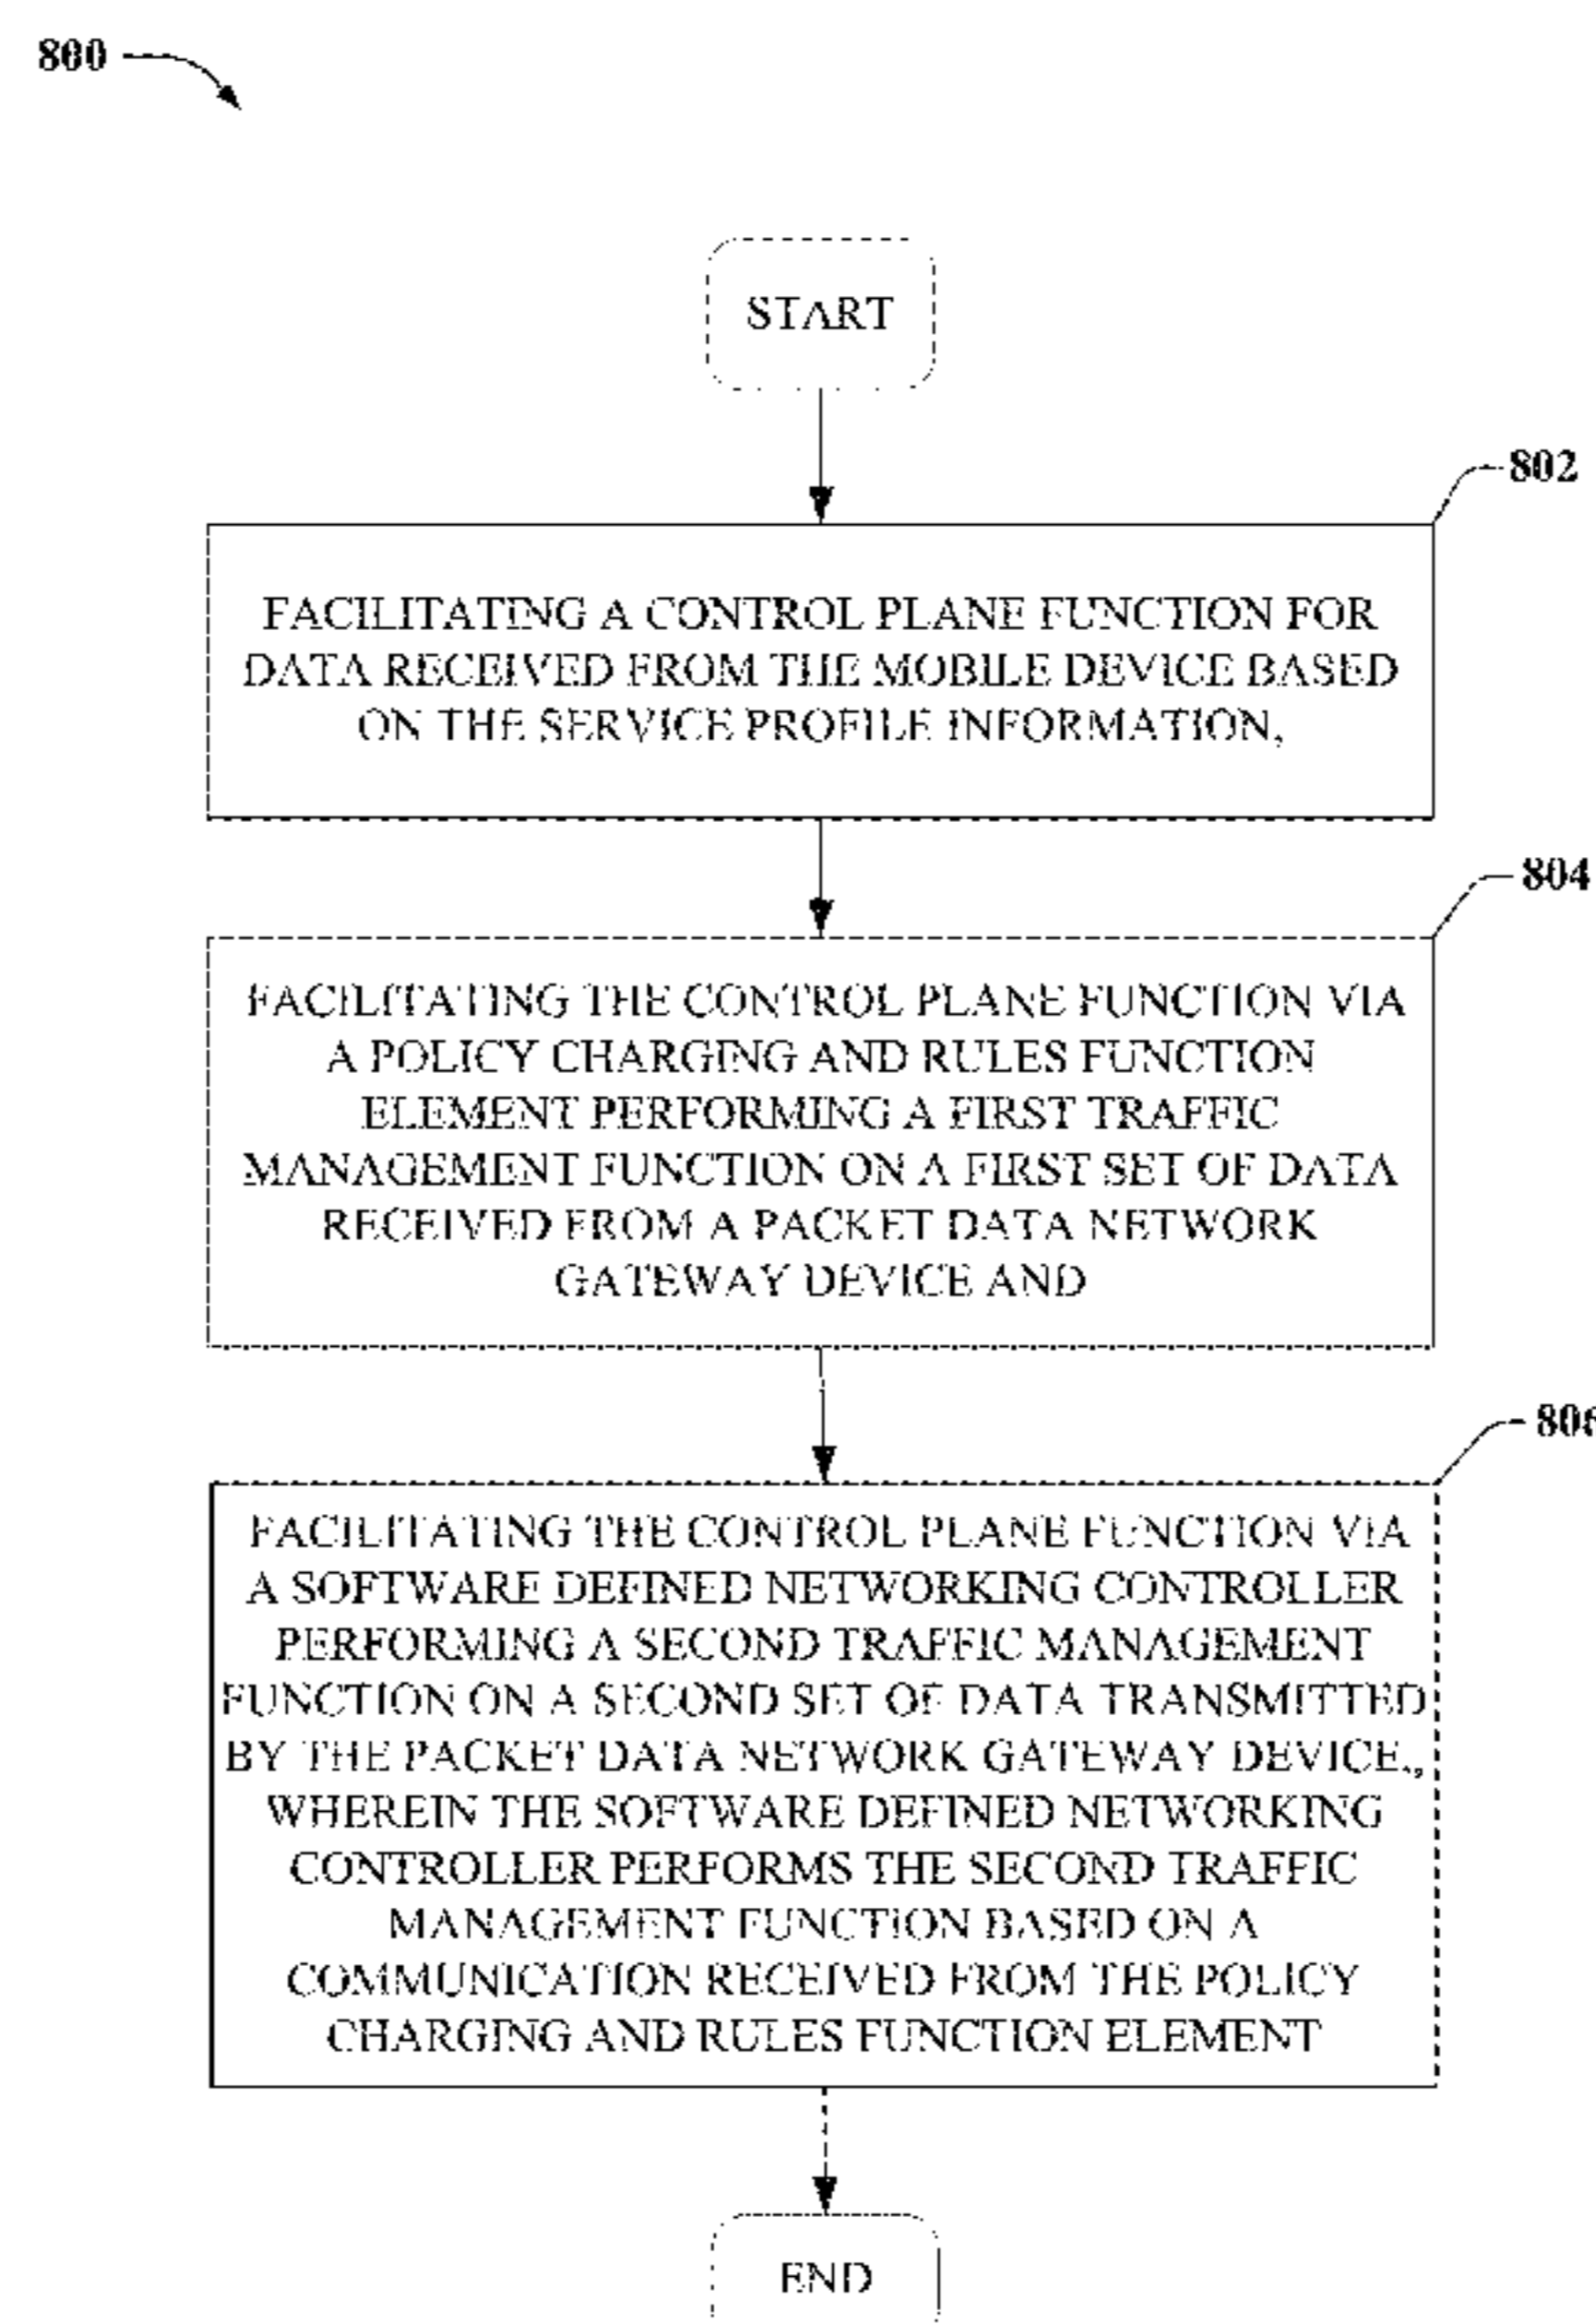 800
START
802
FACILITATING A CONTROL PLANE FUNCTION FOR
DATA RECEIVED FROM THE MOBILE DEVICE BASED
ON THE SERVICE PROFILE INFORMATION,
804
FACILITATING THE CONTROL PLANE FUNCTION VIA
A POLICY CHARGING AND RULES FUNCTION
ELEMENT PERFORMING A FIRST TRAFFIC
MANAGEMENT FUNCTION ON A FIRST SET OF DATA
RECEIVED FROM A PACKET DATA NETWORK
GATEWAY DEVICE AND
806
FACILITATING THE CONTROL PLANE FUNCTION VIA
A SOFTWARE DEFINED NETWORKING CONTROLLER
PERFORMING A SECOND TRAFFIC MANAGEMENT
FUNCTION ON A SECOND SET OF DATA TRANSMITTED
BY THE PACKET DATA NETWORK GATEWAY DEVICE.,
WHEREIN THE SOFTWARE DEFINED NETWORKING
CONTROLLER PERFORMS THE SECOND TRAFFIC
MANAGEMENT FUNCTION BASED ON A
COMMUNICATION RECEIVED FROM THE POLICY
CHARGING AND RULES FUNCTION ELEMENT
END